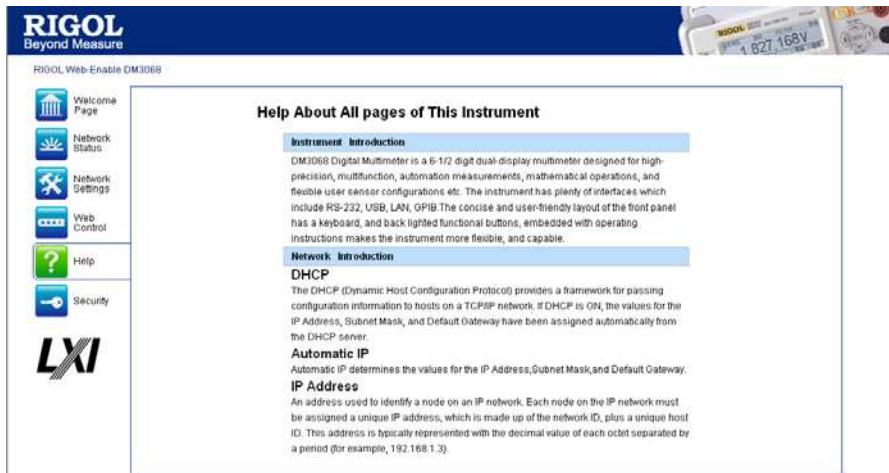 RIGOL
Beyond Measure
RIGOL
1.827,168V
RIGOL Web-Enable DM3068
Welcome
Page
Network
Status
Network
Settings
Web
Control
Help
Security
LXI
Help About All pages of This Instrument
Instrument Introduction
DM3068 Digital Multimeter is a 6-1/2 digit dual-display multimeter designed for high-
precision, multifunction, automation measurements, mathematical operations, and
flexible user sensor configurations etc. The instrument has plenty of interfaces which
include RS-232, USB, LAN, GPIB.The concise and user-friendly layout of the front panel
has a keyboard, and back lighted functional buttons, embedded with operating
instructions makes the instrument more flexible, and capable.
Network Introduction
DHCP
The DHCP (Dynamic Host Configuration Protocol) provides a framework for passing
configuration information to hosts on a TCP/IP network. If DHCP is ON, the values for the
IP Address, Subnet Mask, and Default Gateway have been assigned automatically from
the DHCP server.
Automatic IP
Automatic IP determines the values for the IP Address,Subnet Mask,and Default Gateway.
IP Address
An address used to identify a node on an IP network. Each node on the IP network must
be assigned a unique IP address, which is made up of the network ID, plus a unique host
ID. This address is typically represented with the decimal value of each octet separated by
a period (for example, 192.168.1.3).